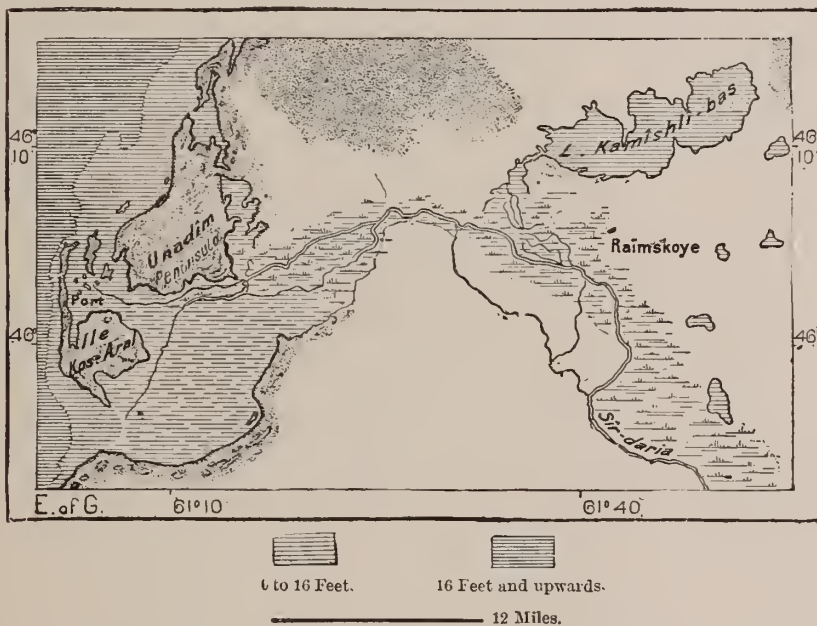 L. Kamishli-bas
46°
10'
46°
10'
Unadim
Peninsula
Raimskoye
Port
46°
46°
Ile
Kos-Aral
Sir-daria
E. of G.
61°10'
61°40'
0 to 16 Feet.
16 Feet and upwards.
12 Miles.